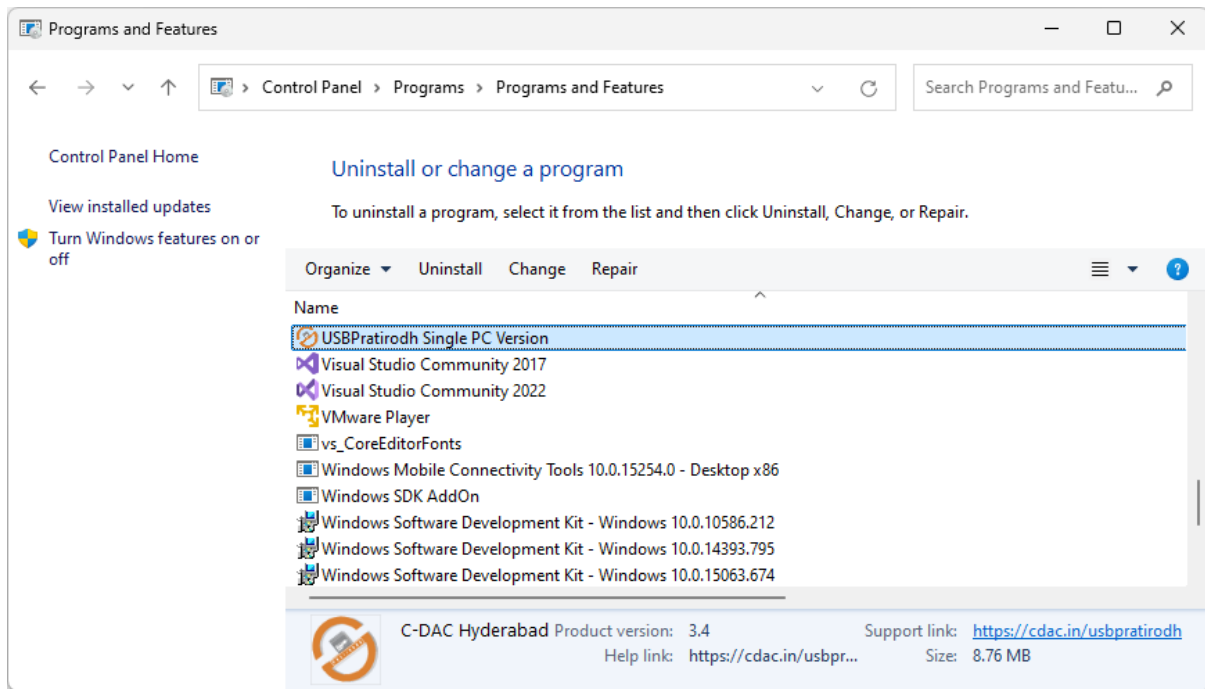 Programs and Features
Control Panel > Programs > Programs and Features
Search Programs and Featu...
Control Panel Home
View installed updates
Turn Windows features on or
off
Uninstall or change a program
To uninstall a program, select it from the list and then click Uninstall, Change, or Repair.
Organize Uninstall Change Repair
Name
USBPratirodh Single PC Version
Visual Studio Community 2017
Visual Studio Community 2022
VMware Player
vs_CoreEditorFonts
Windows Mobile Connectivity Tools 10.0.15254.0 - Desktop x86
Windows SDK AddOn
Windows Software Development Kit - Windows 10.0.10586.212
Windows Software Development Kit - Windows 10.0.14393.795
Windows Software Development Kit - Windows 10.0.15063.674
C-DAC Hyderabad Product version: 3.4 Support link: https://cdac.in/usbpratirodh
Help link: https://cdac.in/usbpr... Size: 8.76 MB